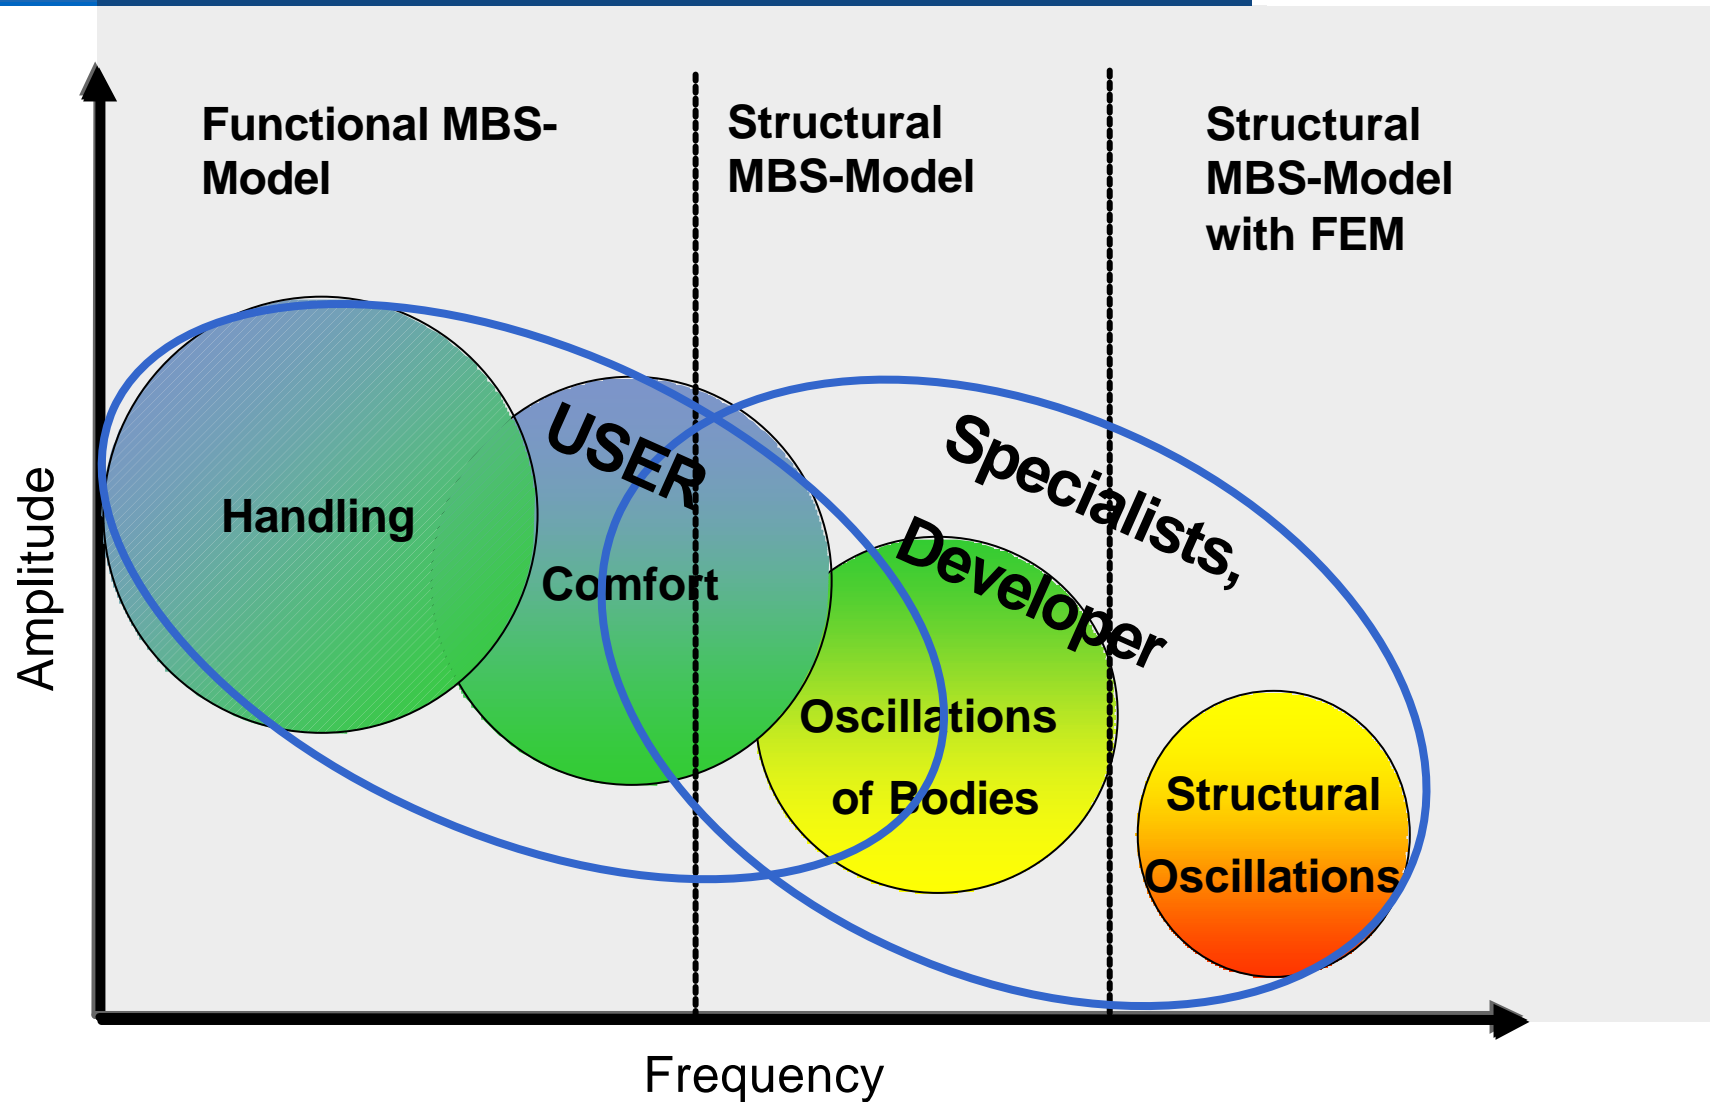 Functional MBS-
Model
Structural
MBS-Model
Structural
MBS-Model
with FEM
USER
Specialists,
Developer
Handling
Comfort
Oscillations
of Bodies
Structural
Oscillations
Amplitude
Frequency